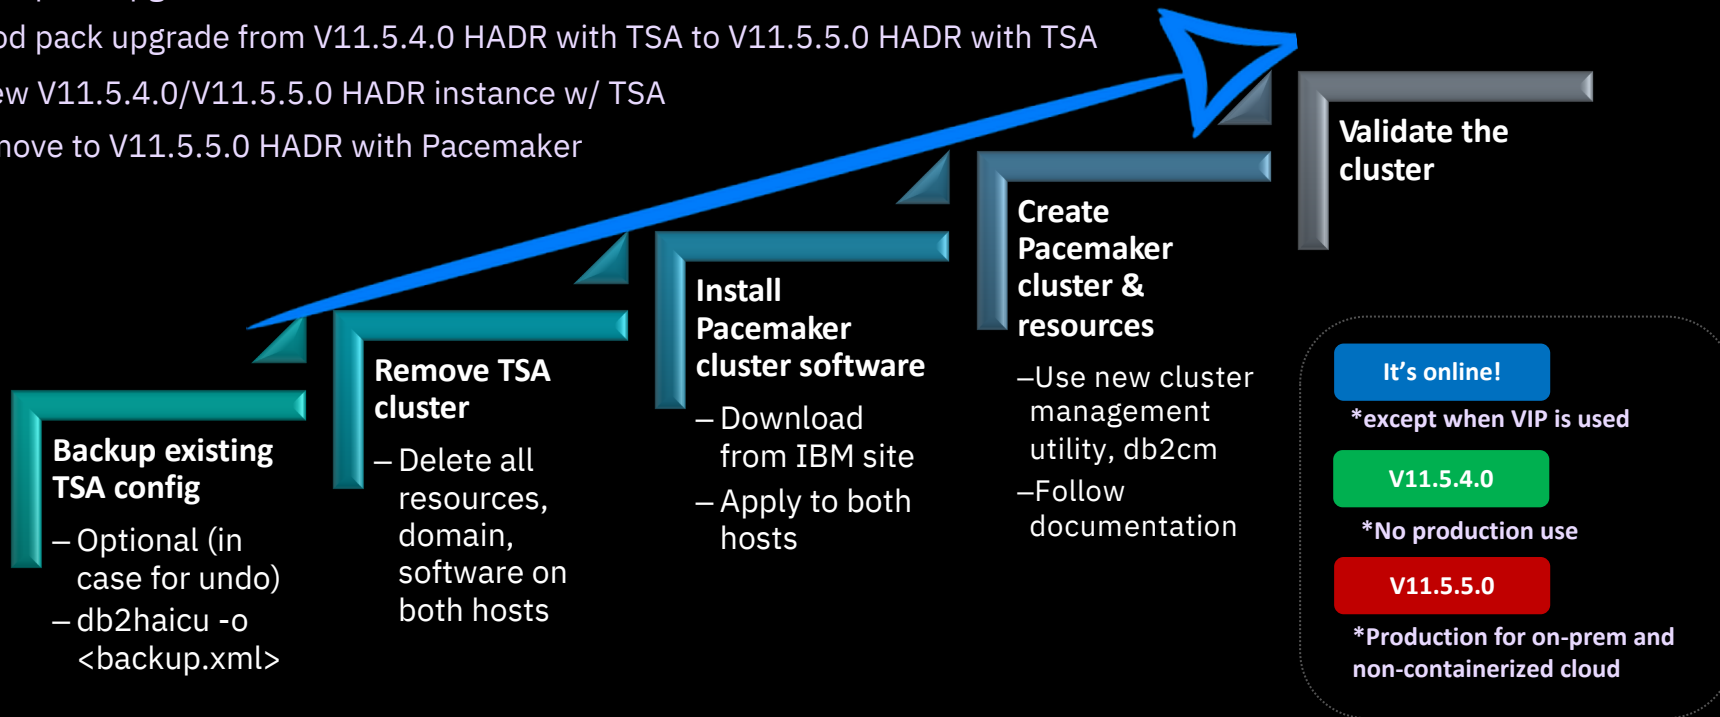 pack upgrade from V11.5.4.0 HADR with TSA to V11.5.5.0 HADR with TSA
V11.5.4.0/V11.5.5.0 HADR instance w/ TSA
move to V11.5.5.0 HADR with Pacemaker
Backup existing
TSA config
– Optional (in
case for undo)
– db2haicu -o
<backup.xml>
Remove TSA
cluster
– Delete all
resources,
domain,
software on
both hosts
Install
Pacemaker
cluster software
– Download
from IBM site
– Apply to both
hosts
Create
Pacemaker
cluster &
resources
–Use new cluster
management
utility, db2cm
–Follow
documentation
Validate the
cluster
It's online!
*except when VIP is used
V11.5.4.0
*No production use
V11.5.5.0
*Production for on-prem and
non-containerized cloud